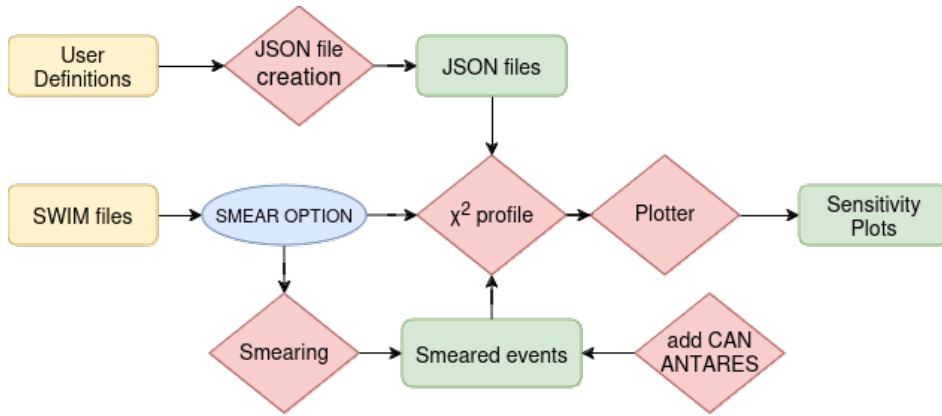 User
Definitions
JSON file
creation
JSON files
SWIM files
SMEAR OPTION
χ² profile
Plotter
Sensitivity
Plots
Smearing
Smeared events
add CAN
ANTARES